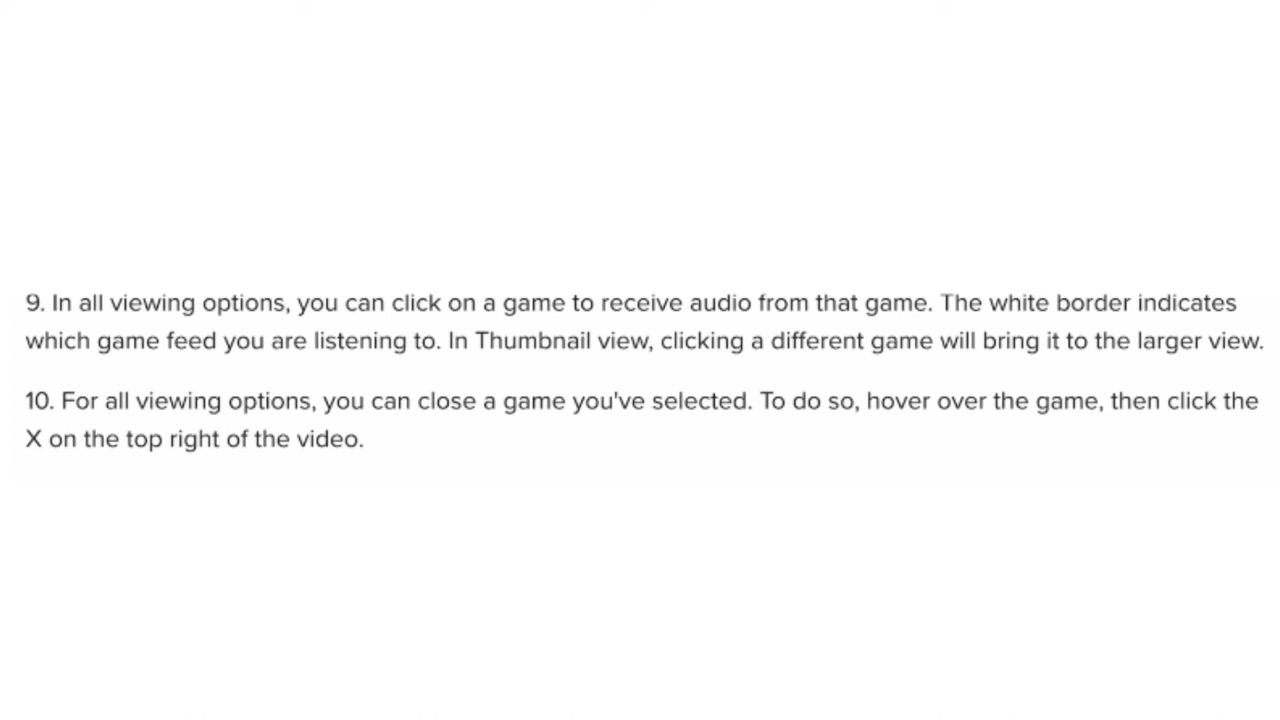 9. In all viewing options, you can click on a game to receive audio from that game. The white border indicates
which game feed you are listening to. In Thumbnail view, clicking a different game will bring it to the larger view.
10. For all viewing options, you can close a game you've selected. To do so, hover over the game, then click the
X on the top right of the video.